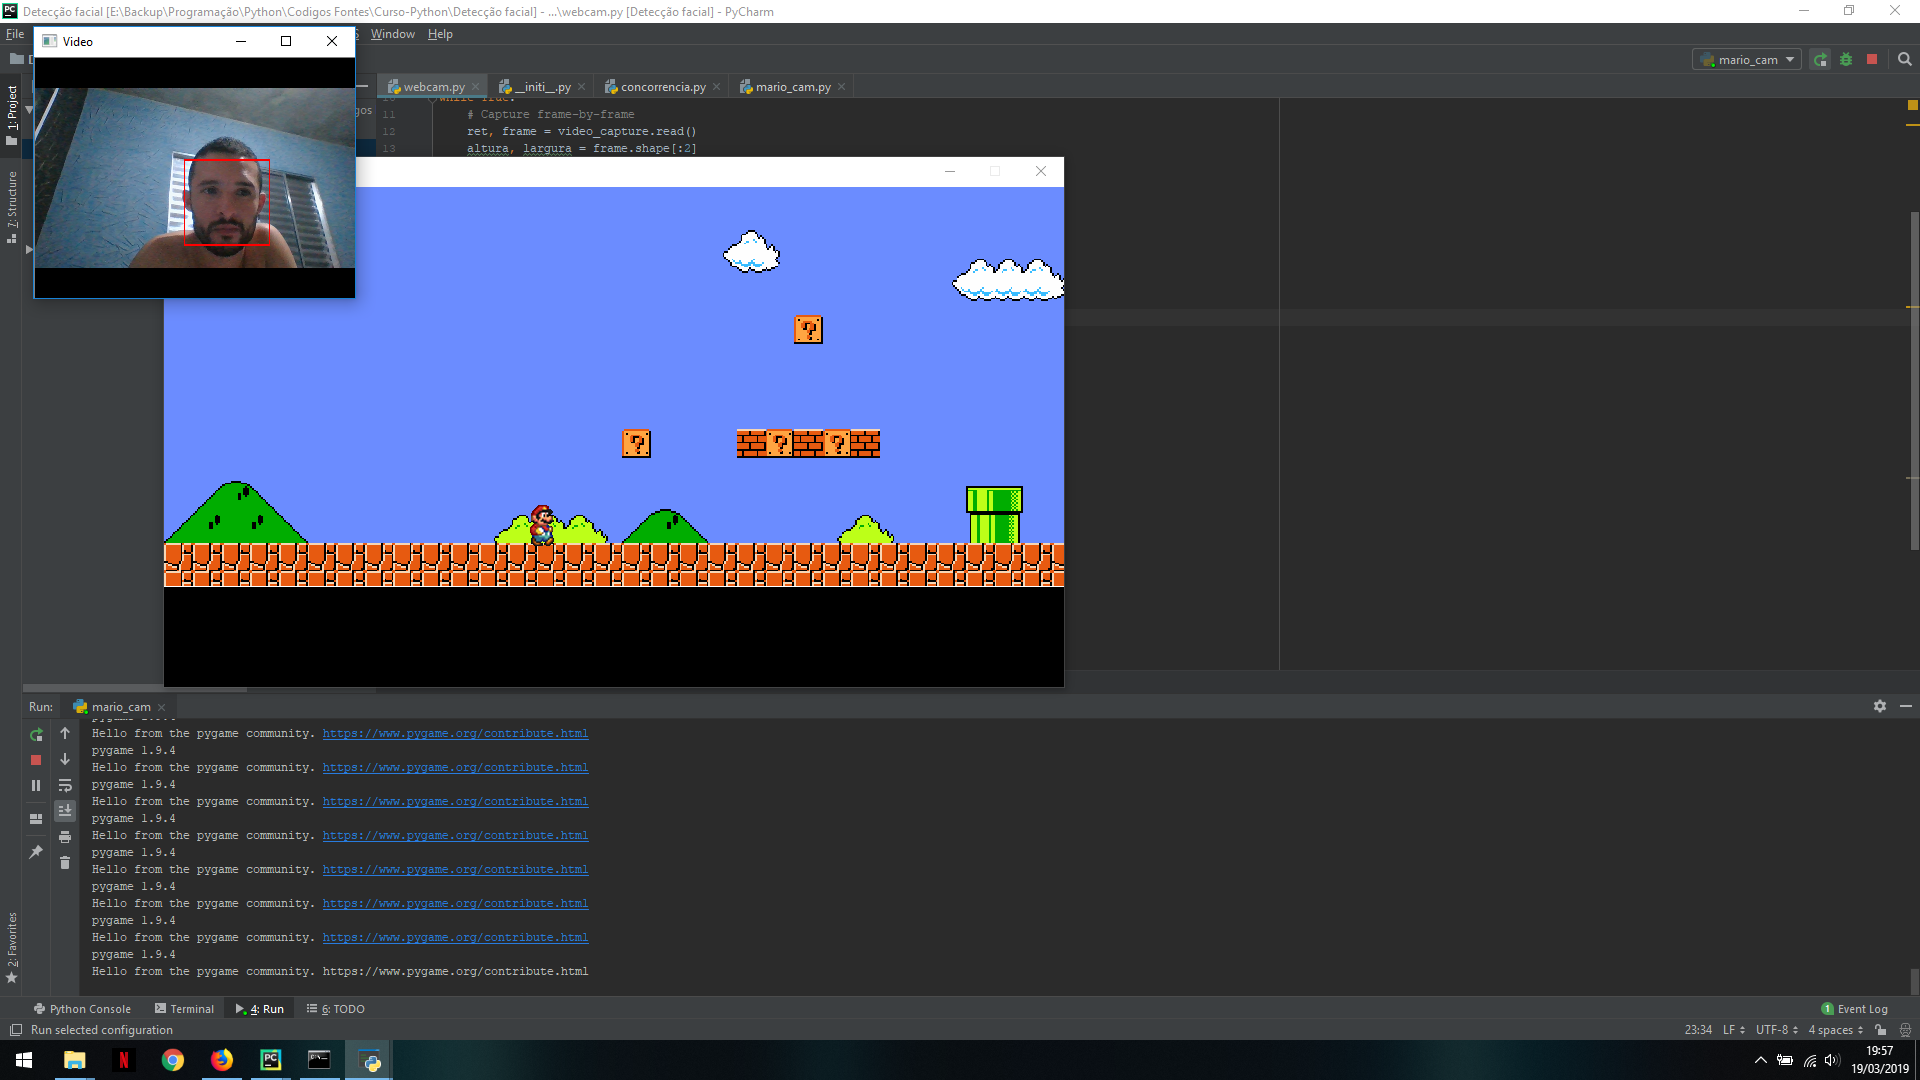 Detecção facial [E:\Backup\Programação\Python\Codigos Fontes\Curso-Python\Detecção facial] - ...\webcam.py [Detecção facial] - PyCharm
File
Window Help
Video
mario_cam
webcam.py
__initi__.py
concorrencia.py
mario_cam.py
1: Project
7: Structure
2: Favorites
gos
11 # Capture frame-by-frame
12 ret, frame = video_capture.read()
13 altura, largura = frame.shape[:2]
Run: mario_cam
Hello from the pygame community. https://www.pygame.org/contribute.html
pygame 1.9.4
Hello from the pygame community. https://www.pygame.org/contribute.html
pygame 1.9.4
Hello from the pygame community. https://www.pygame.org/contribute.html
pygame 1.9.4
Hello from the pygame community. https://www.pygame.org/contribute.html
pygame 1.9.4
Hello from the pygame community. https://www.pygame.org/contribute.html
pygame 1.9.4
Hello from the pygame community. https://www.pygame.org/contribute.html
pygame 1.9.4
Hello from the pygame community. https://www.pygame.org/contribute.html
pygame 1.9.4
Hello from the pygame community. https://www.pygame.org/contribute.html
Python Console Terminal 4: Run 6: TODO
1 Event Log
Run selected configuration
23:34 LF UTF-8 4 spaces
19:57
19/03/2019